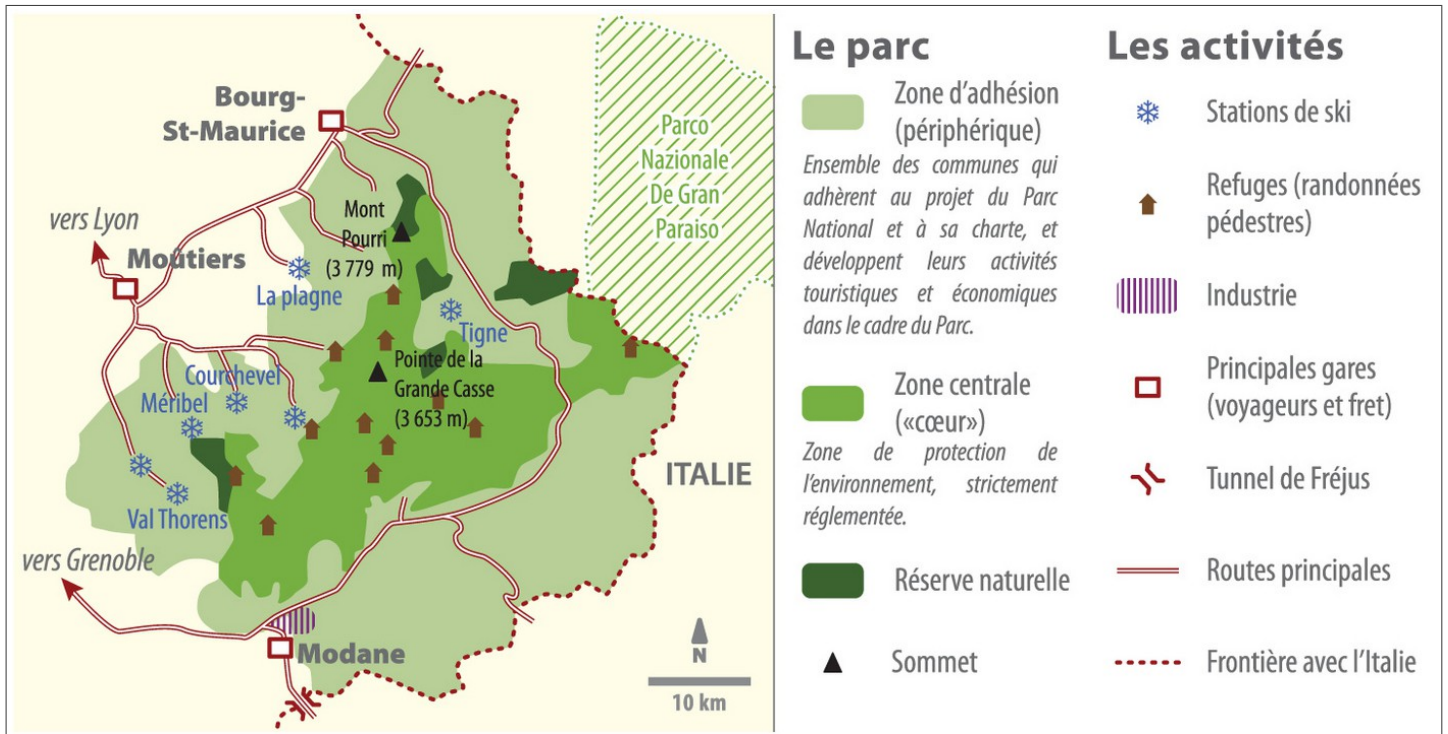 Bourg-
St-Maurice
Parco
Nazionale
De Gran
Paraiso
vers Lyon
Mont
Pourri
(3 779 m)
Moûtiers
La plagne
Tigne
Courchevel
Pointe de la
Grande Casse
(3 653 m)
Méribel
ITALIE
Val Thorens
vers Grenoble
Modane
N
10 km
Le parc
Zone d’adhésion
(périphérique)
Ensemble des communes qui
adhèrent au projet du Parc
National et à sa charte, et
développent leurs activités
touristiques et économiques
dans le cadre du Parc.
Zone centrale
(«cœur»)
Zone de protection de
l’environnement, strictement
réglementée.
Réserve naturelle
Sommet
Les activités
Stations de ski
Refuges (randonnées
pédestres)
Industrie
Principales gares
(voyageurs et fret)
Tunnel de Fréjus
Routes principales
Frontière avec l’Italie